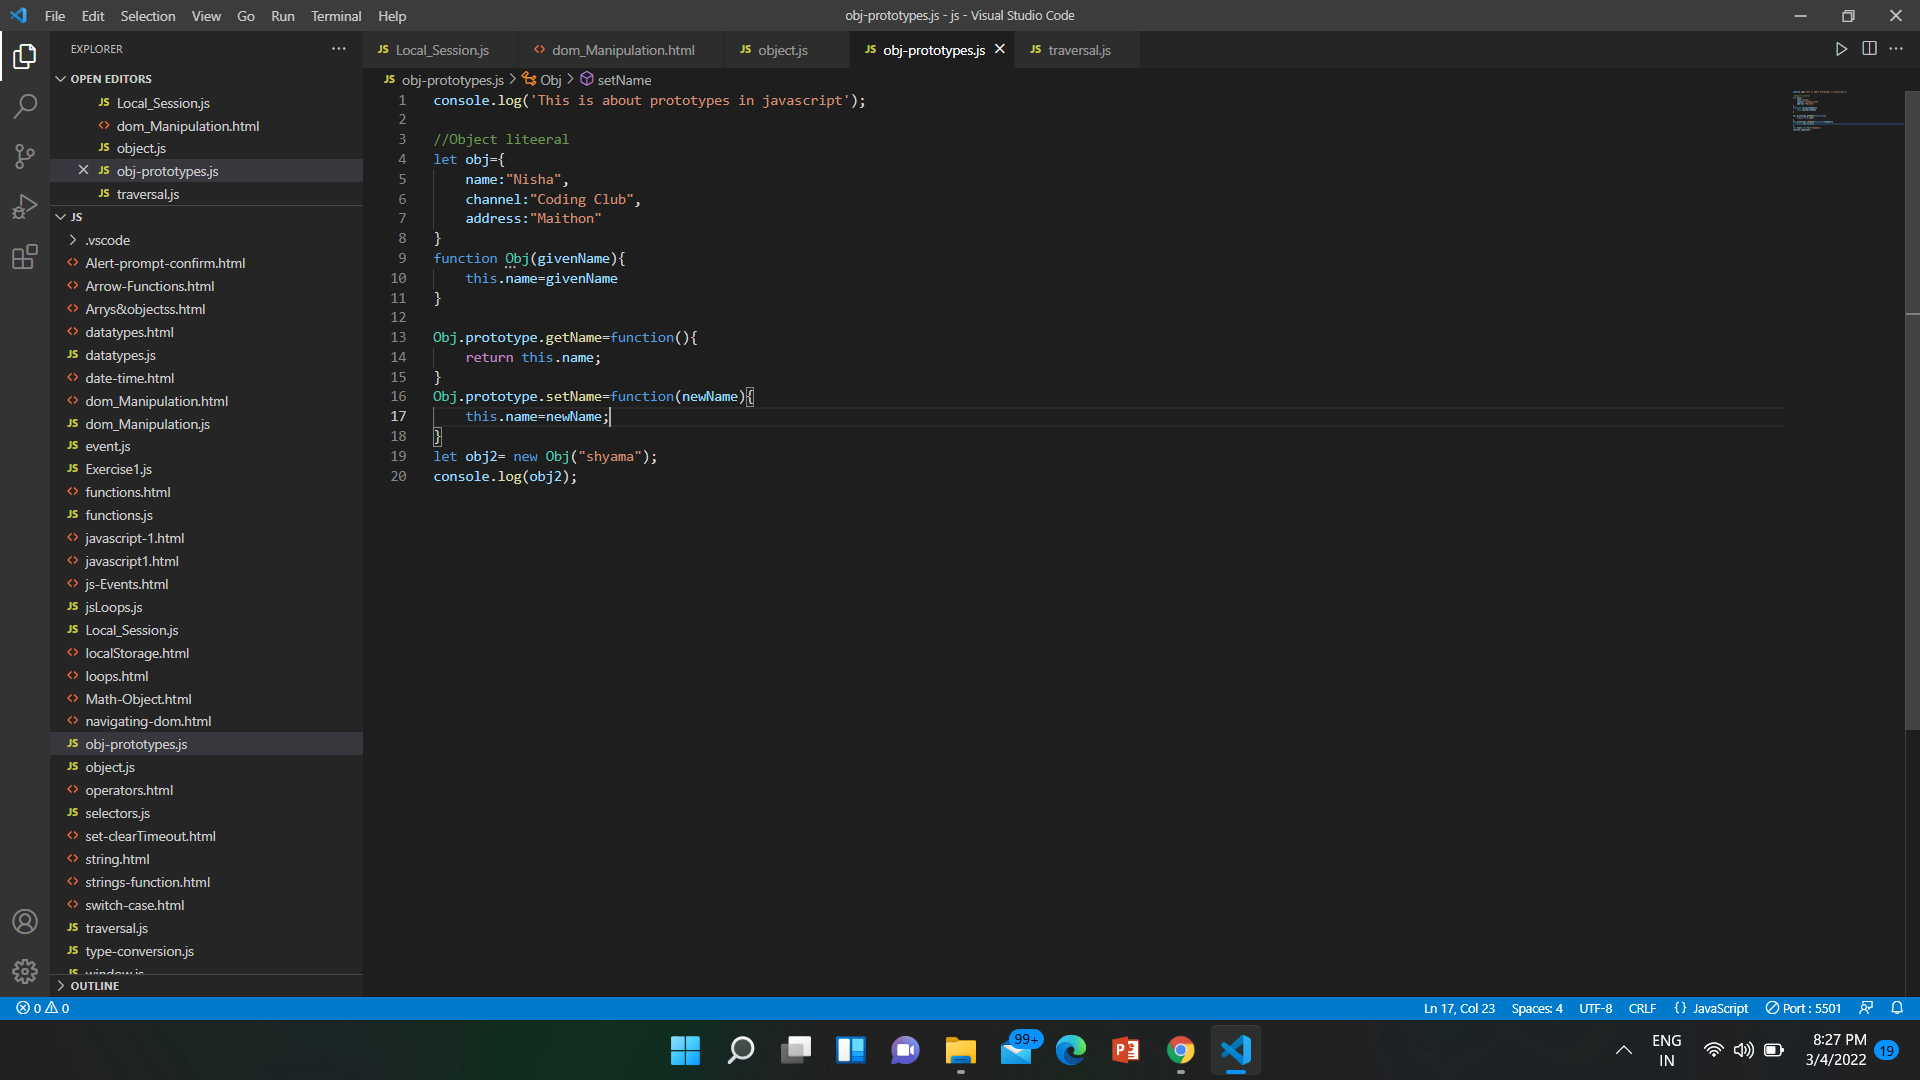 File Edit Selection View Go Run Terminal Help
obj-prototypes.js - js - Visual Studio Code
EXPLORER
OPEN EDITORS
JS Local_Session.js
<> dom_Manipulation.html
JS object.js
JS obj-prototypes.js
JS traversal.js
JS
.vscode
<> Alert-prompt-confirm.html
<> Arrow-Functions.html
<> Arrys&objectss.html
<> datatypes.html
JS datatypes.js
<> date-time.html
<> dom_Manipulation.html
JS dom_Manipulation.js
JS event.js
JS Exercise1.js
<> functions.html
JS functions.js
<> javascript-1.html
<> javascript1.html
<> js-Events.html
JS jsLoops.js
JS Local_Session.js
<> localStorage.html
<> loops.html
<> Math-Object.html
<> navigating-dom.html
JS obj-prototypes.js
JS object.js
<> operators.html
JS selectors.js
<> set-clearTimeout.html
<> string.html
<> strings-function.html
<> switch-case.html
JS traversal.js
JS type-conversion.js
JS window.js
OUTLINE
JS Local_Session.js <> dom_Manipulation.html JS object.js JS obj-prototypes.js JS traversal.js
JS obj-prototypes.js > Obj > setName
1 console.log('This is about prototypes in javascript');
2
3 //Object liteeral
4 let obj={
5 name:"Nisha",
6 channel:"Coding Club",
7 address:"Maithon"
8 }
9 function Obj(givenName){
10 this.name=givenName
11 }
12
13 Obj.prototype.getName=function(){
14 return this.name;
15 }
16 Obj.prototype.setName=function(newName){
17 this.name=newName;
18 }
19 let obj2= new Obj("shyama");
20 console.log(obj2);
0 0 Ln 17, Col 23 Spaces: 4 UTF-8 CRLF {} JavaScript Port : 5501
99+
ENG
IN
8:27 PM
3/4/2022
19